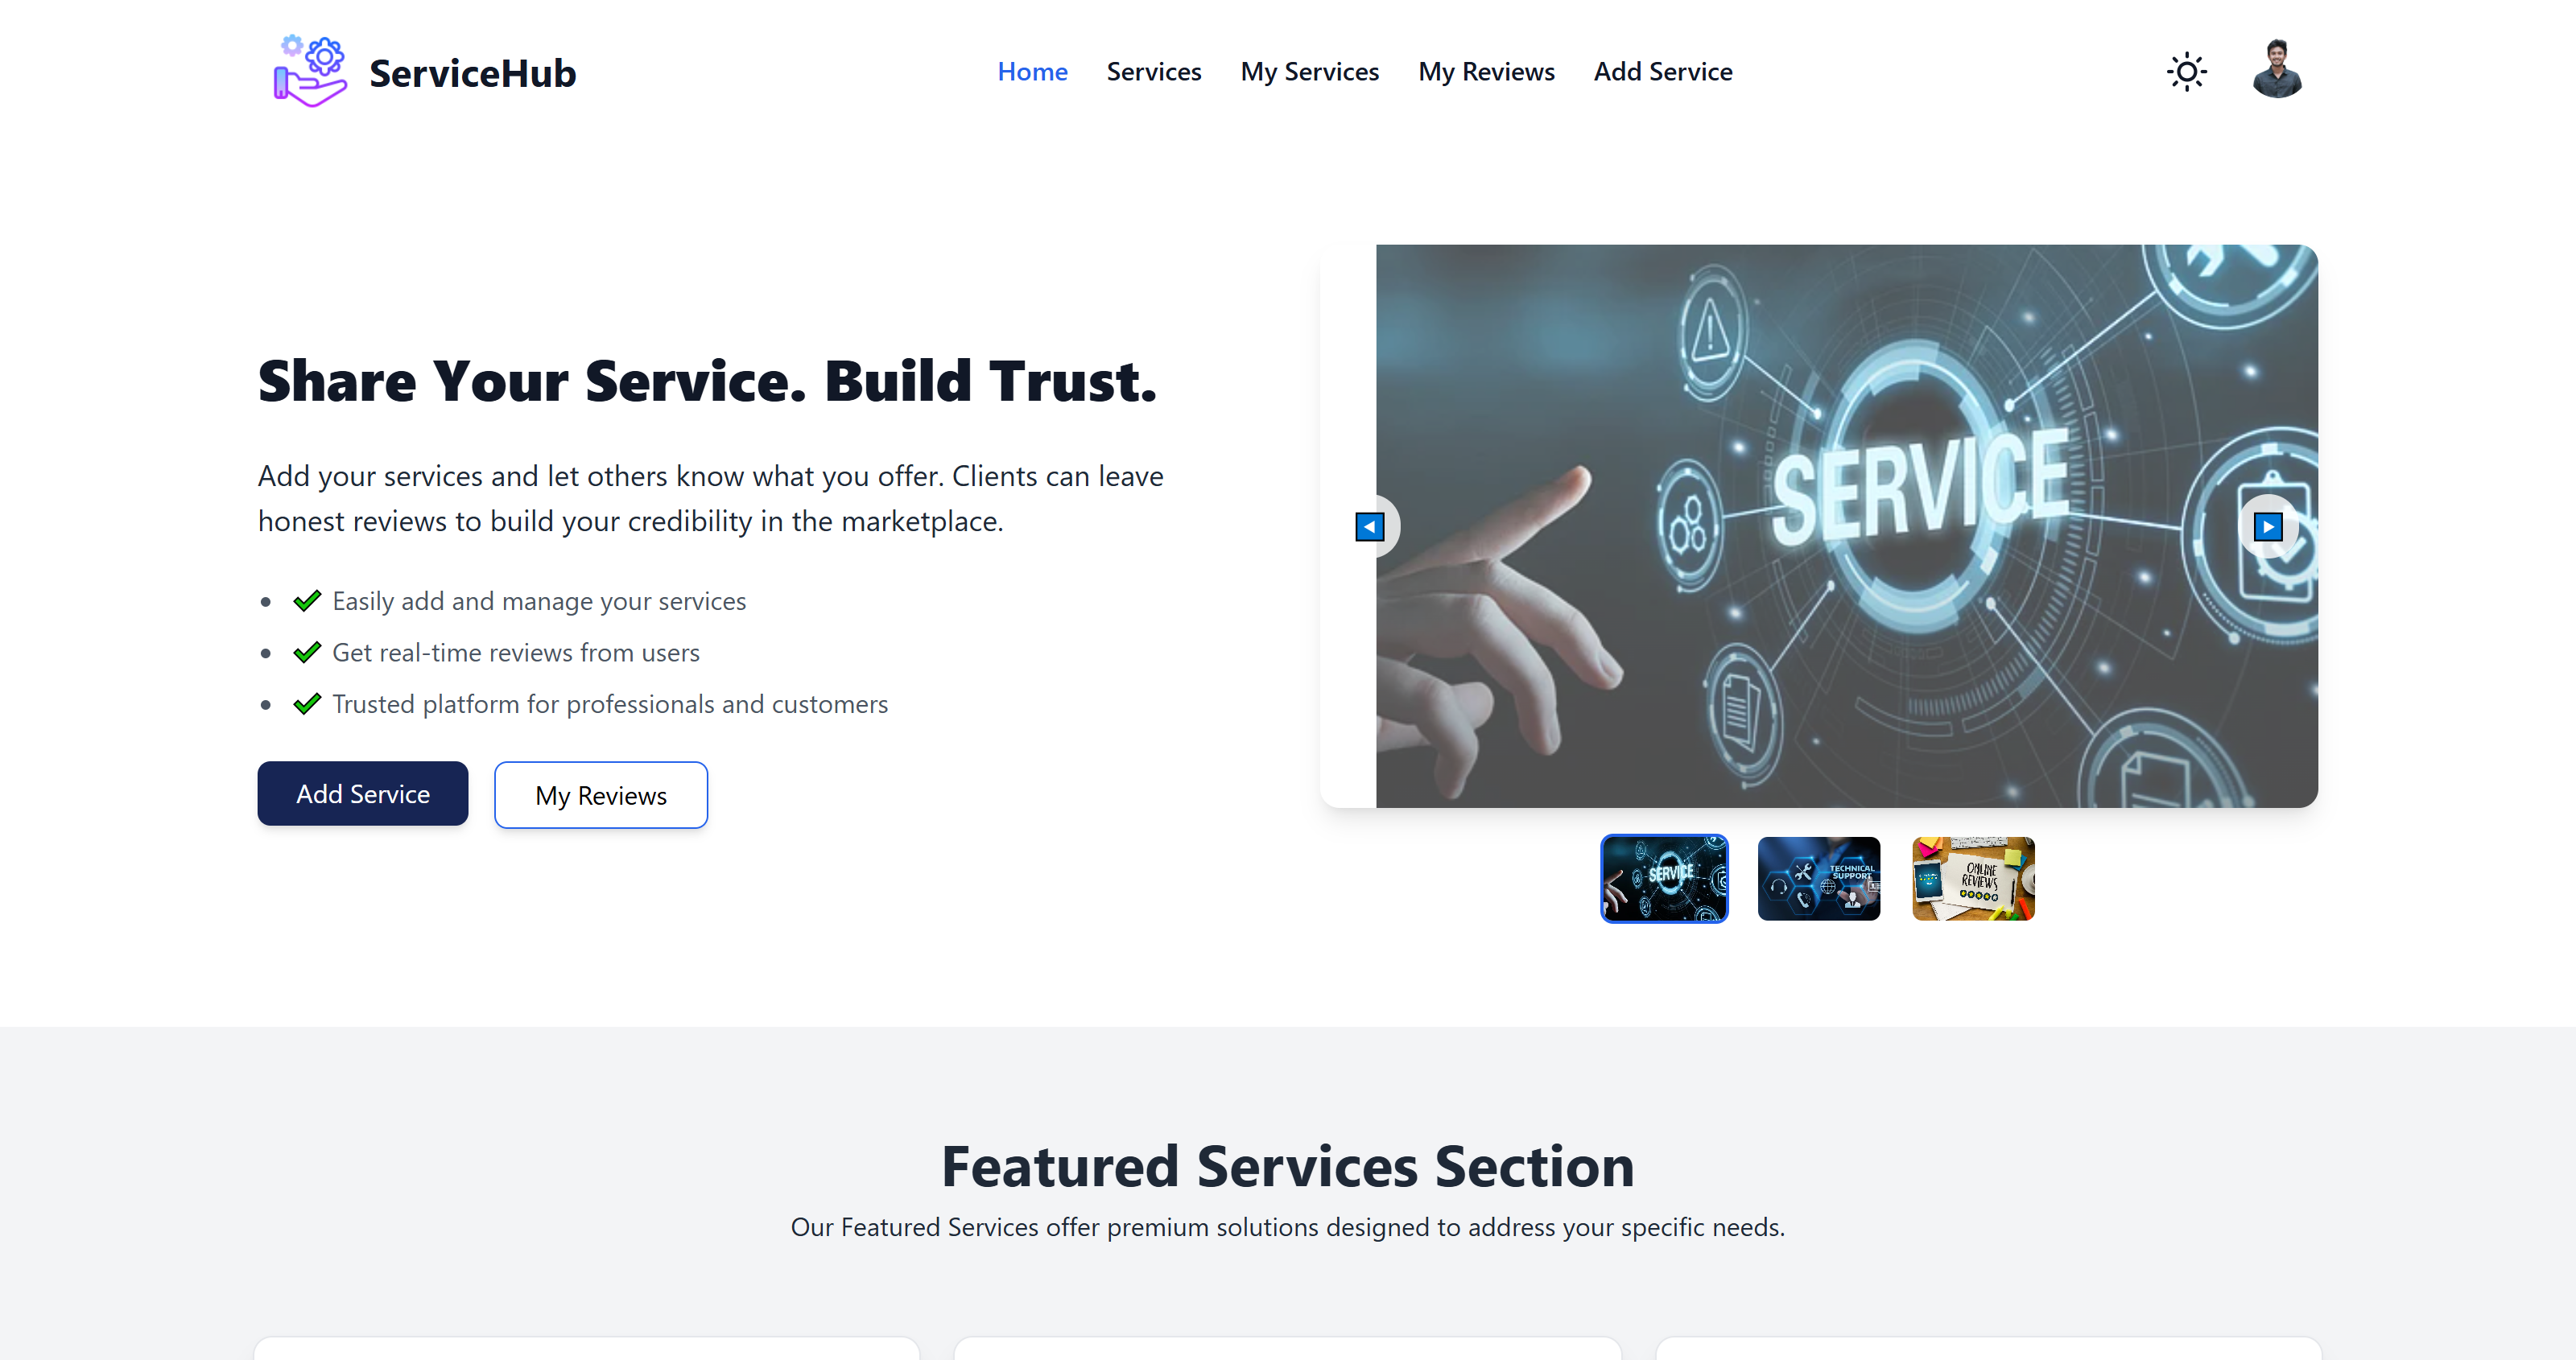 ServiceHub
Home Services My Services My Reviews Add Service
Share Your Service. Build Trust.
Add your services and let others know what you offer. Clients can leave
honest reviews to build your credibility in the marketplace.
Easily add and manage your services
Get real-time reviews from users
Trusted platform for professionals and customers
Add Service
My Reviews
SERVICE
SERVICE
TECHNICAL
SUPPORT
ONLINE
REVIEWS
Featured Services Section
Our Featured Services offer premium solutions designed to address your specific needs.